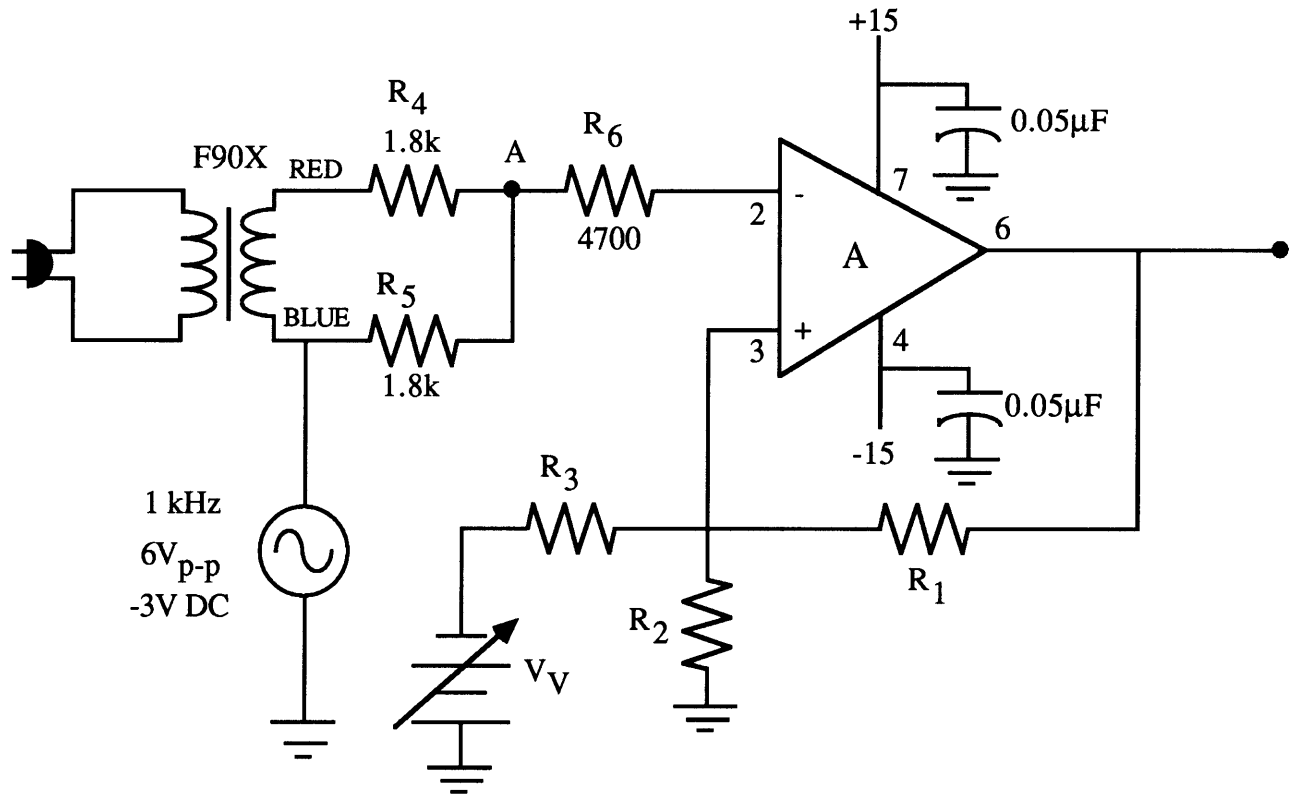 +15
R4
1.8k
R6
0.05µF
F90X
RED
A
7
-
2
4700
6
A
R5
BLUE
+
3
4
1.8k
0.05µF
-15
R3
1 kHz
6Vp-p
-3V DC
R1
R2
VV